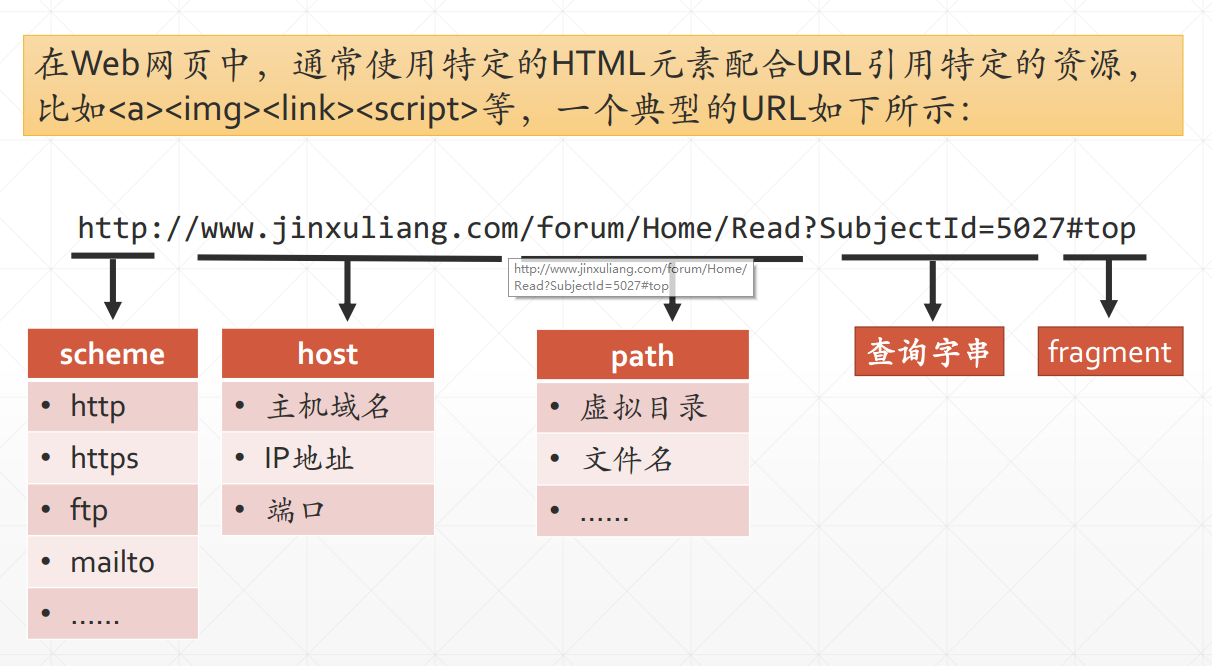 在Web网页中，通常使用特定的HTML元素配合URL引用特定的资源，
比如<a><img><link><script>等，一个典型的URL如下所示：
http://www.jinxuliang.com/forum/Home/Read?SubjectId=5027#top
http://www.jinxuliang.com/forum/Home/
Read?SubjectId=5027#top
scheme
• http
• https
• ftp
• mailto
• ......
host
• 主机域名
• IP地址
• 端口
path
• 虚拟目录
• 文件名
• ......
查询字串
fragment